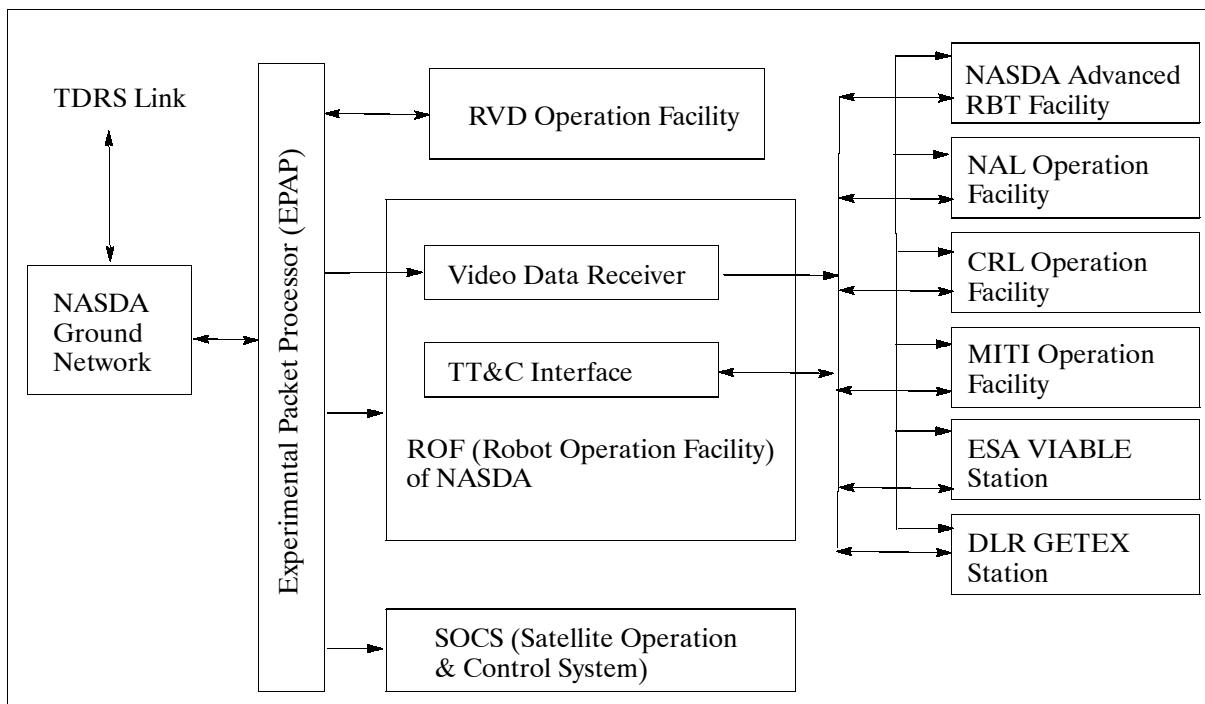 TDRS Link
NASDA
Ground
Network
Experimental Packet Processor (EPAP)
RVD Operation Facility
Video Data Receiver
TT&C Interface
ROF (Robot Operation Facility)
of NASDA
SOCS (Satellite Operation
& Control System)
NASDA Advanced
RBT Facility
NAL Operation
Facility
CRL Operation
Facility
MITI Operation
Facility
ESA VIABLE
Station
DLR GETEX
Station